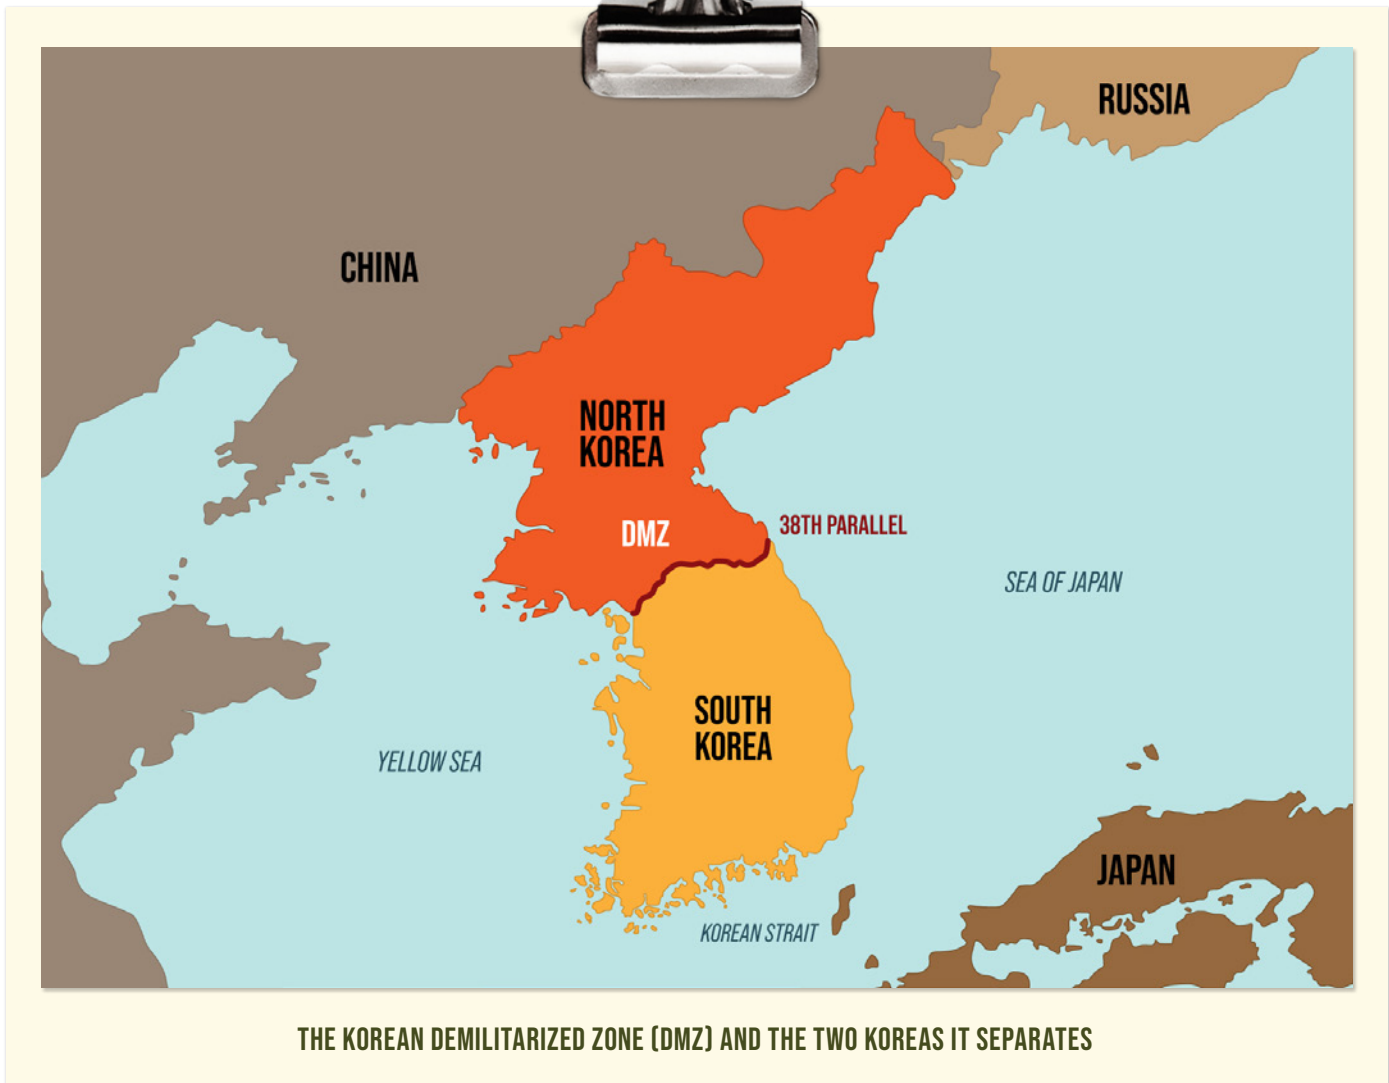 RUSSIA
CHINA
NORTH
KOREA
DMZ
38TH PARALLEL
SEA OF JAPAN
SOUTH
KOREA
YELLOW SEA
JAPAN
KOREAN STRAIT
THE KOREAN DEMILITARIZED ZONE (DMZ) AND THE TWO KOREAS IT SEPARATES